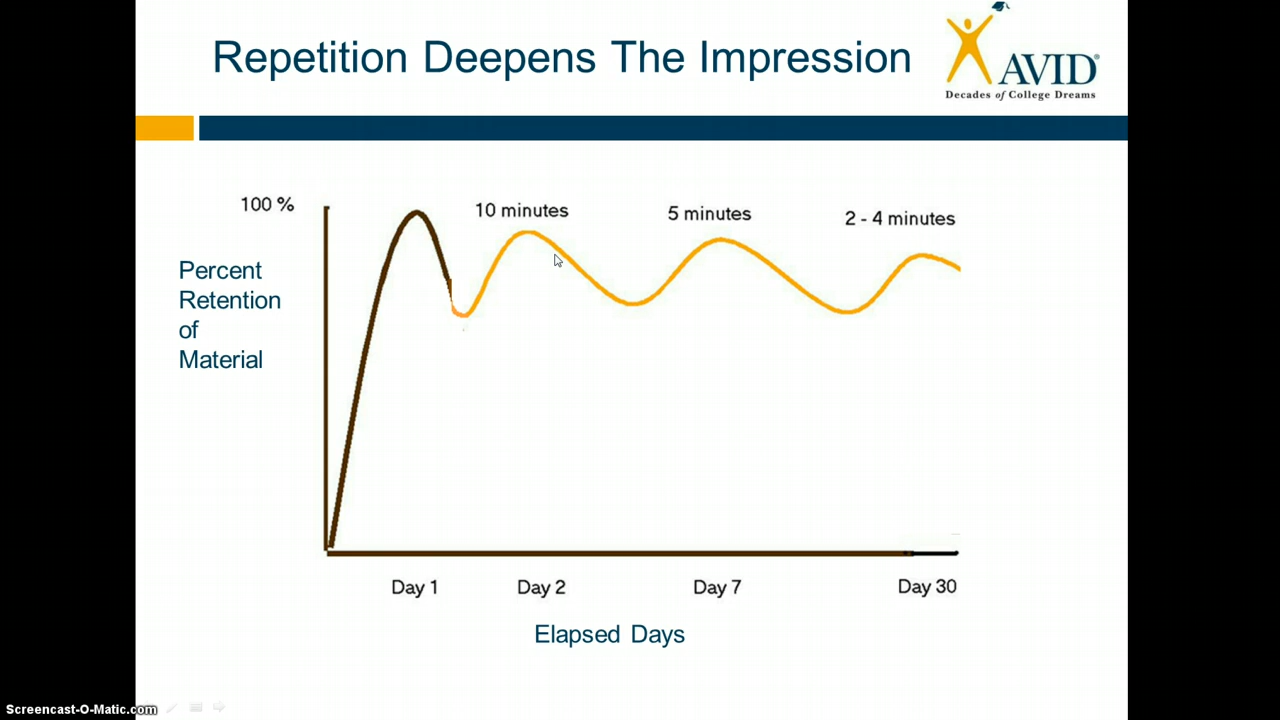 Repetition Deepens The Impression
AVID®
Decades of College Dreams
100 %
10 minutes
5 minutes
2 - 4 minutes
Percent
Retention
of
Material
Day 1
Day 2
Day 7
Day 30
Elapsed Days
Screencast-O-Matic.com